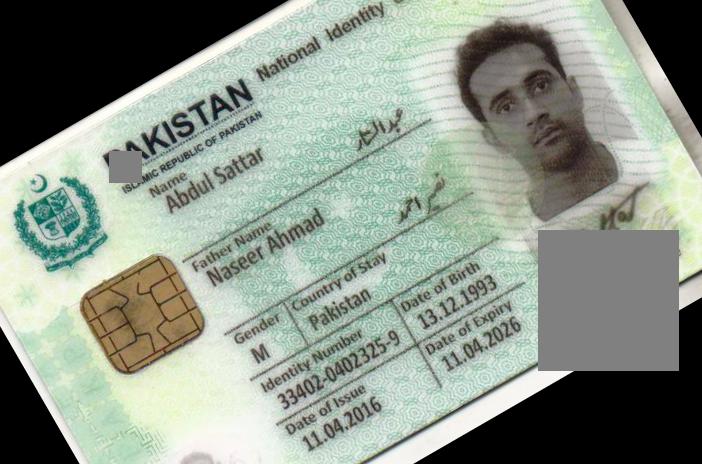 PAKISTAN National Identity
ISLAMIC REPUBLIC OF PAKISTAN
Name
Abdul Sattar
عبدالستار
Father Name
Naseer Ahmad
نصیر احمد
Gender Country of Stay
M Pakistan
Identity Number Date of Birth
33402-0402325-9 13.12.1993
Date of Issue Date of Expiry
11.04.2016 11.04.2026